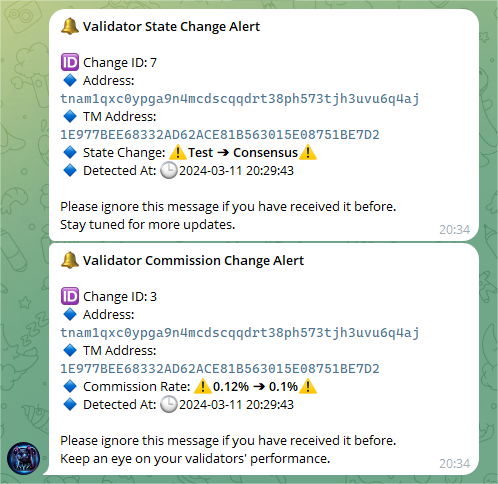 🔔 Validator State Change Alert
🆔 Change ID: 7
🔹 Address:
tnam1qxc0ypga9n4mcdscqqdrt38ph573tjh3uvu6q4aj
🔹 TM Address:
1E977BEE68332AD62ACE81B563015E08751BE7D2
🔹 State Change: ⚠️Test ➔ Consensus⚠️
🔹 Detected At: 🕒2024-03-11 20:29:43
Please ignore this message if you have received it before.
Stay tuned for more updates.
20:34
🔔 Validator Commission Change Alert
🆔 Change ID: 3
🔹 Address:
tnam1qxc0ypga9n4mcdscqqdrt38ph573tjh3uvu6q4aj
🔹 TM Address:
1E977BEE68332AD62ACE81B563015E08751BE7D2
🔹 Commission Rate: ⚠️0.12% ➔ 0.1%⚠️
🔹 Detected At: 🕒2024-03-11 20:29:43
Please ignore this message if you have received it before.
Keep an eye on your validators' performance.
20:34